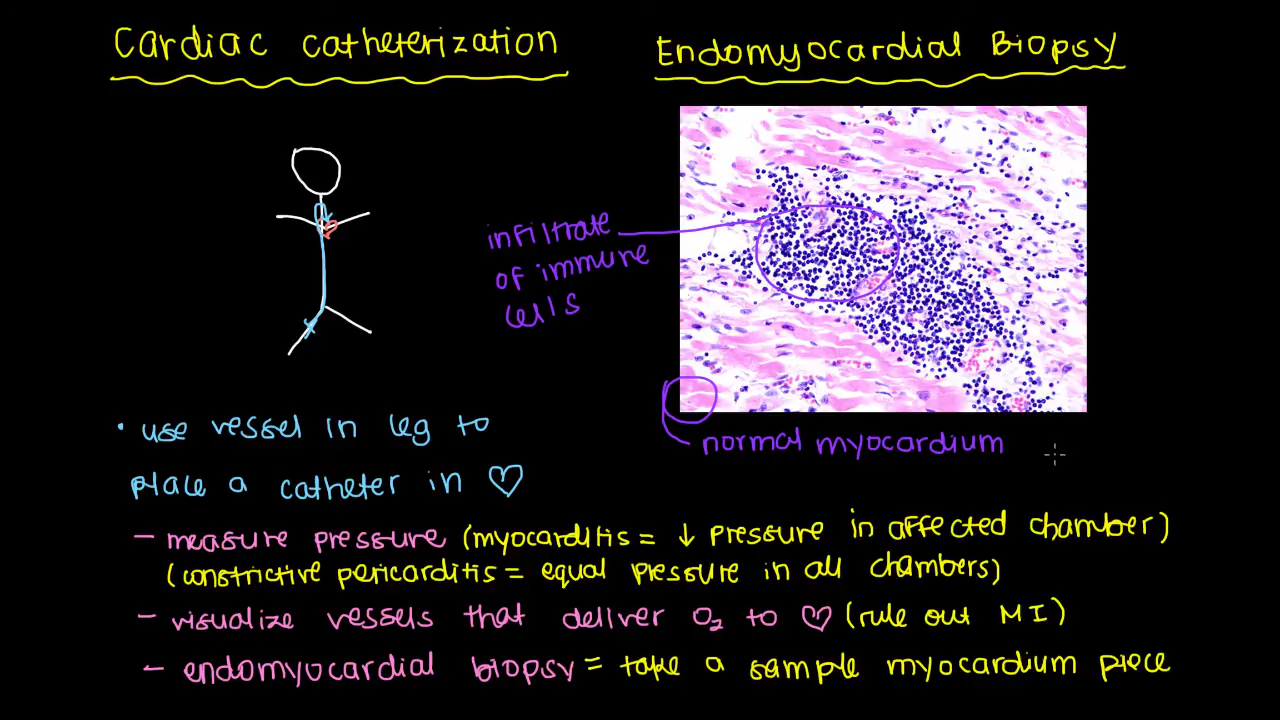 Cardiac catheterization
Endomyocardial Biopsy
infiltrate
of immune
cells
normal myocardium
• use vessel in leg to
place a catheter in ♡
- measure pressure (myocarditis = ↓ pressure in affected chamber)
(constrictive pericarditis = equal pressure in all chambers)
- visualize vessels that deliver O₂ to ♡ (rule out MI)
- endomyocardial biopsy = take a sample myocardium piece